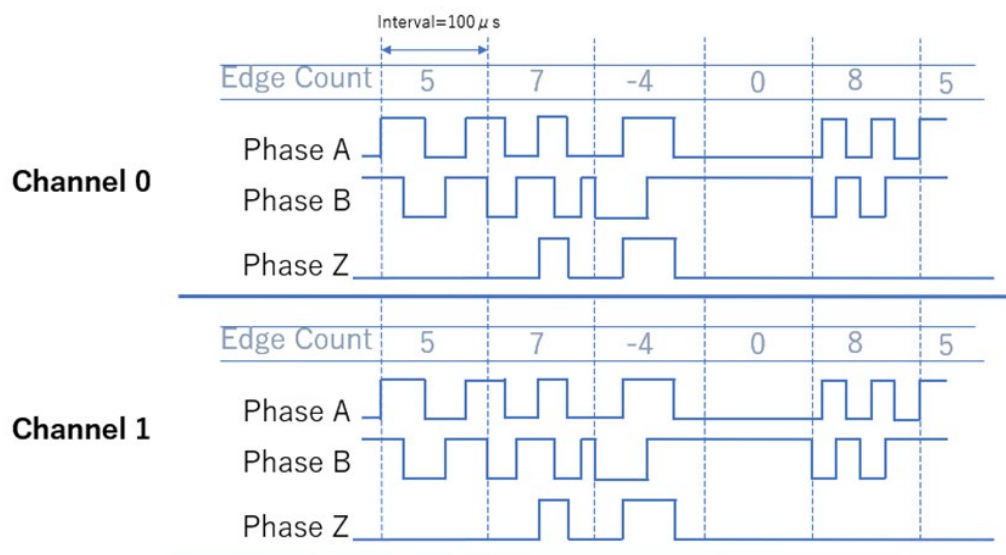 Interval=100μs
Edge Count 5 7 -4 0 8 5
Phase A
Channel 0
Phase B
Phase Z
Edge Count 5 7 -4 0 8 5
Phase A
Channel 1
Phase B
Phase Z